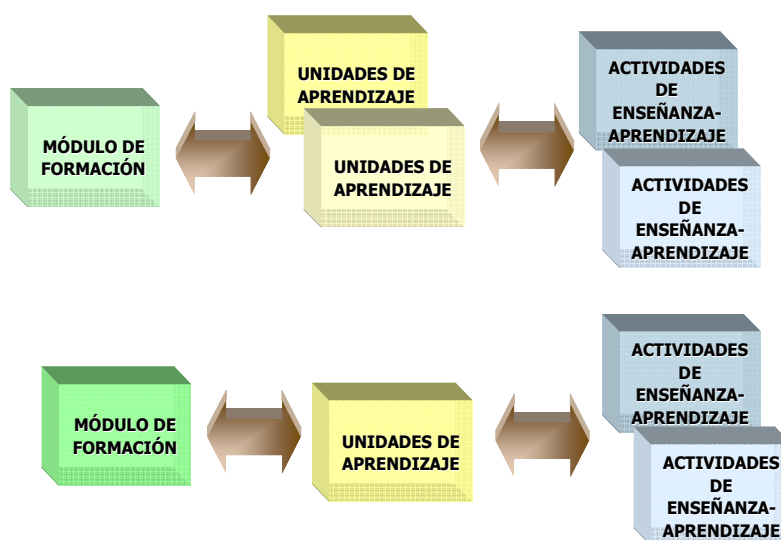 MÓDULO DE
FORMACIÓN
UNIDADES DE
APRENDIZAJE
UNIDADES DE
APRENDIZAJE
ACTIVIDADES
DE
ENSEÑANZA-
APRENDIZAJE
ACTIVIDADES
DE
ENSEÑANZA-
APRENDIZAJE
MÓDULO DE
FORMACIÓN
UNIDADES DE
APRENDIZAJE
ACTIVIDADES
DE
ENSEÑANZA-
APRENDIZAJE
ACTIVIDADES
DE
ENSEÑANZA-
APRENDIZAJE